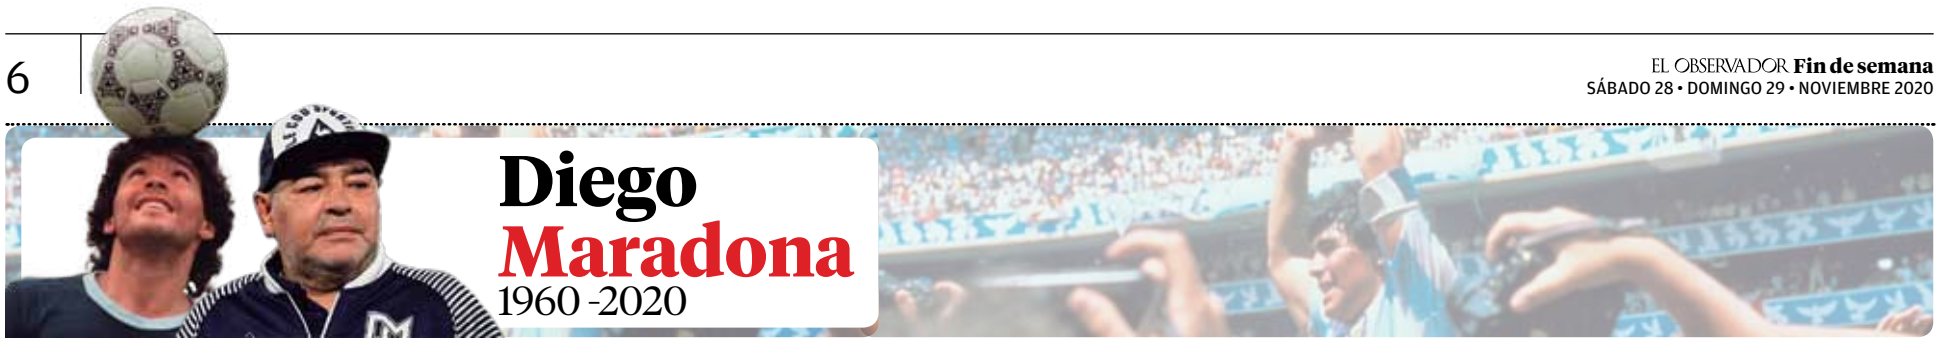 6
EL OBSERVADOR Fin de semana
SÁBADO 28 • DOMINGO 29 • NOVIEMBRE 2020
Diego
Maradona
1960 -2020
M